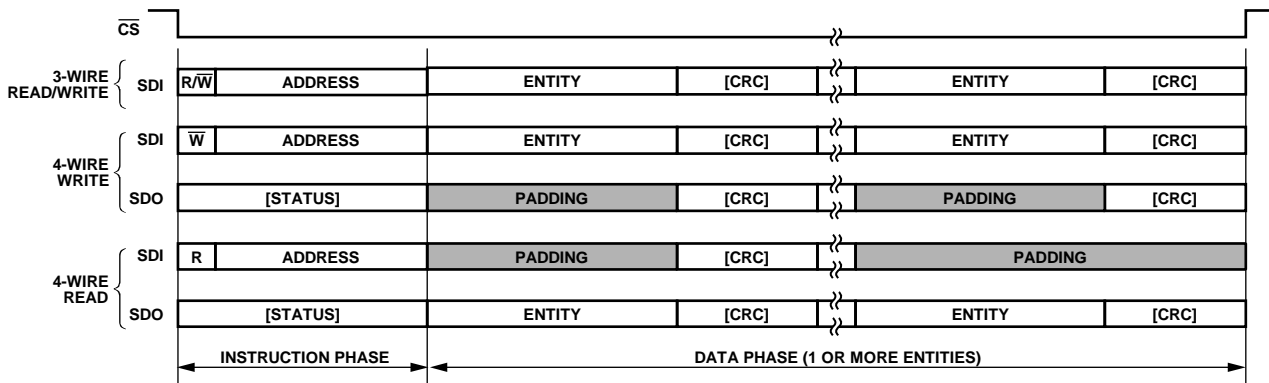 CS
3-WIRE
READ/WRITE
SDI R/W ADDRESS ENTITY [CRC] ENTITY [CRC]
4-WIRE
WRITE
SDI W ADDRESS ENTITY [CRC] ENTITY [CRC]
SDO [STATUS] PADDING [CRC] PADDING [CRC]
4-WIRE
READ
SDI R ADDRESS PADDING [CRC] PADDING
SDO [STATUS] ENTITY [CRC] ENTITY [CRC]
INSTRUCTION PHASE DATA PHASE (1 OR MORE ENTITIES)